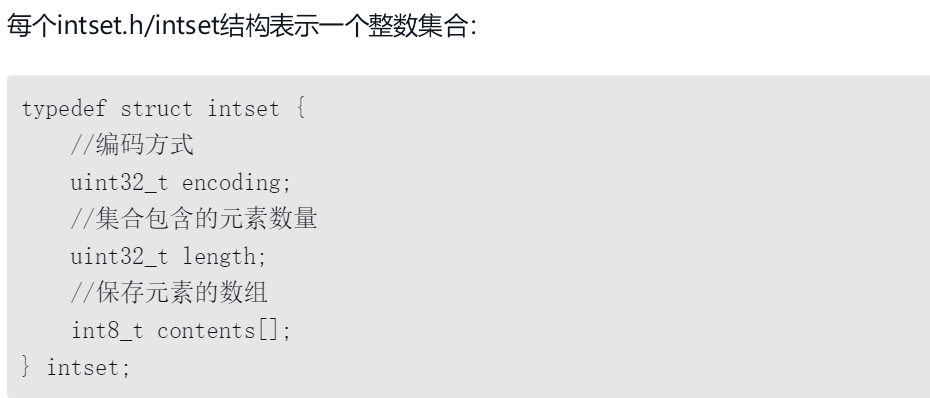 每个intset.h/intset结构表示一个整数集合：
typedef struct intset {
//编码方式
uint32_t encoding;
//集合包含的元素数量
uint32_t length;
//保存元素的数组
int8_t contents[];
} intset;